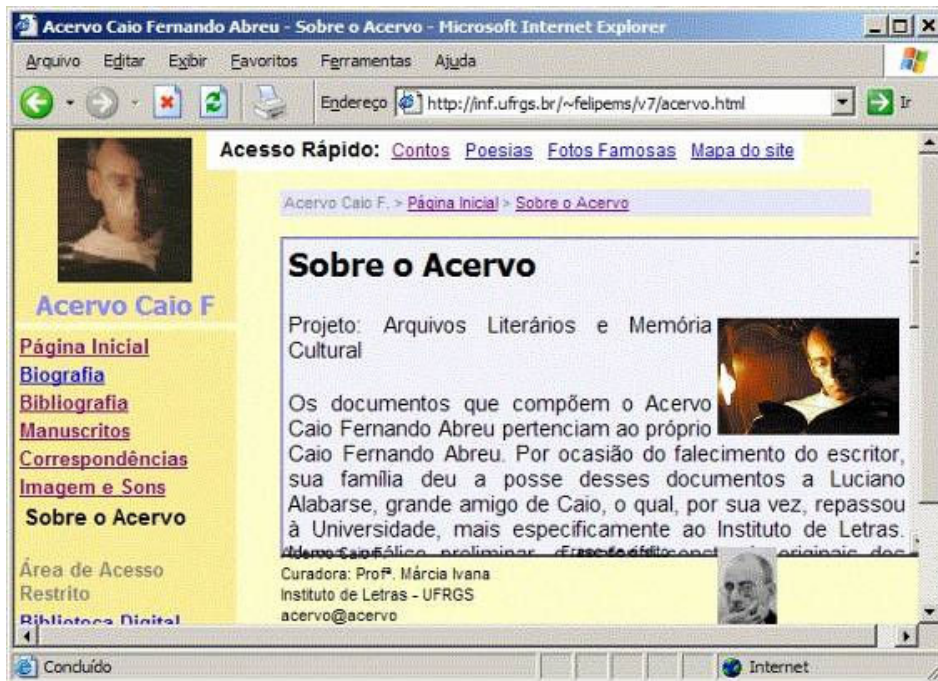 Acervo Caio Fernando Abreu - Sobre o Acervo - Microsoft Internet Explorer
Arquivo Editar Exibir Favoritos Ferramentas Ajuda
Endereço http://inf.ufrgs.br/~felipems/v7/acervo.html Ir
Acesso Rápido: Contos Poesias Fotos Famosas Mapa do site
Acervo Caio F. > Página Inicial > Sobre o Acervo
Acervo Caio F
Página Inicial
Biografia
Bibliografia
Manuscritos
Correspondências
Imagem e Sons
Sobre o Acervo
Área de Acesso
Restrito
Biblioteca Digital
Sobre o Acervo
Projeto: Arquivos Literários e Memória
Cultural
Os documentos que compõem o Acervo
Caio Fernando Abreu pertenciam ao próprio
Caio Fernando Abreu. Por ocasião do falecimento do escritor,
sua família deu a posse desses documentos a Luciano
Alabarse, grande amigo de Caio, o qual, por sua vez, repassou
à Universidade, mais especificamente ao Instituto de Letras.
preliminar
Curadora: Profª. Márcia Ivana
Instituto de Letras - UFRGS
acervo@acervo
Concluído
Internet